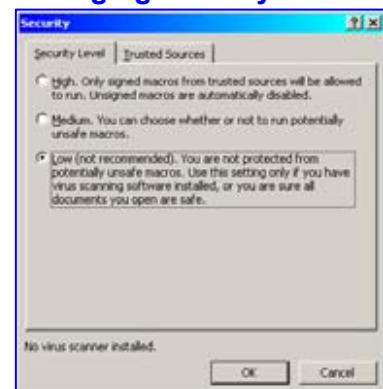 Security
Security Level
Trusted Sources
High. Only signed macros from trusted sources will be allowed
to run. Unsigned macros are automatically disabled.
Medium. You can choose whether or not to run potentially
unsafe macros.
Low (not recommended). You are not protected from
potentially unsafe macros. Use this setting only if you have
virus scanning software installed, or you are sure all
documents you open are safe.
No virus scanner installed.
OK
Cancel